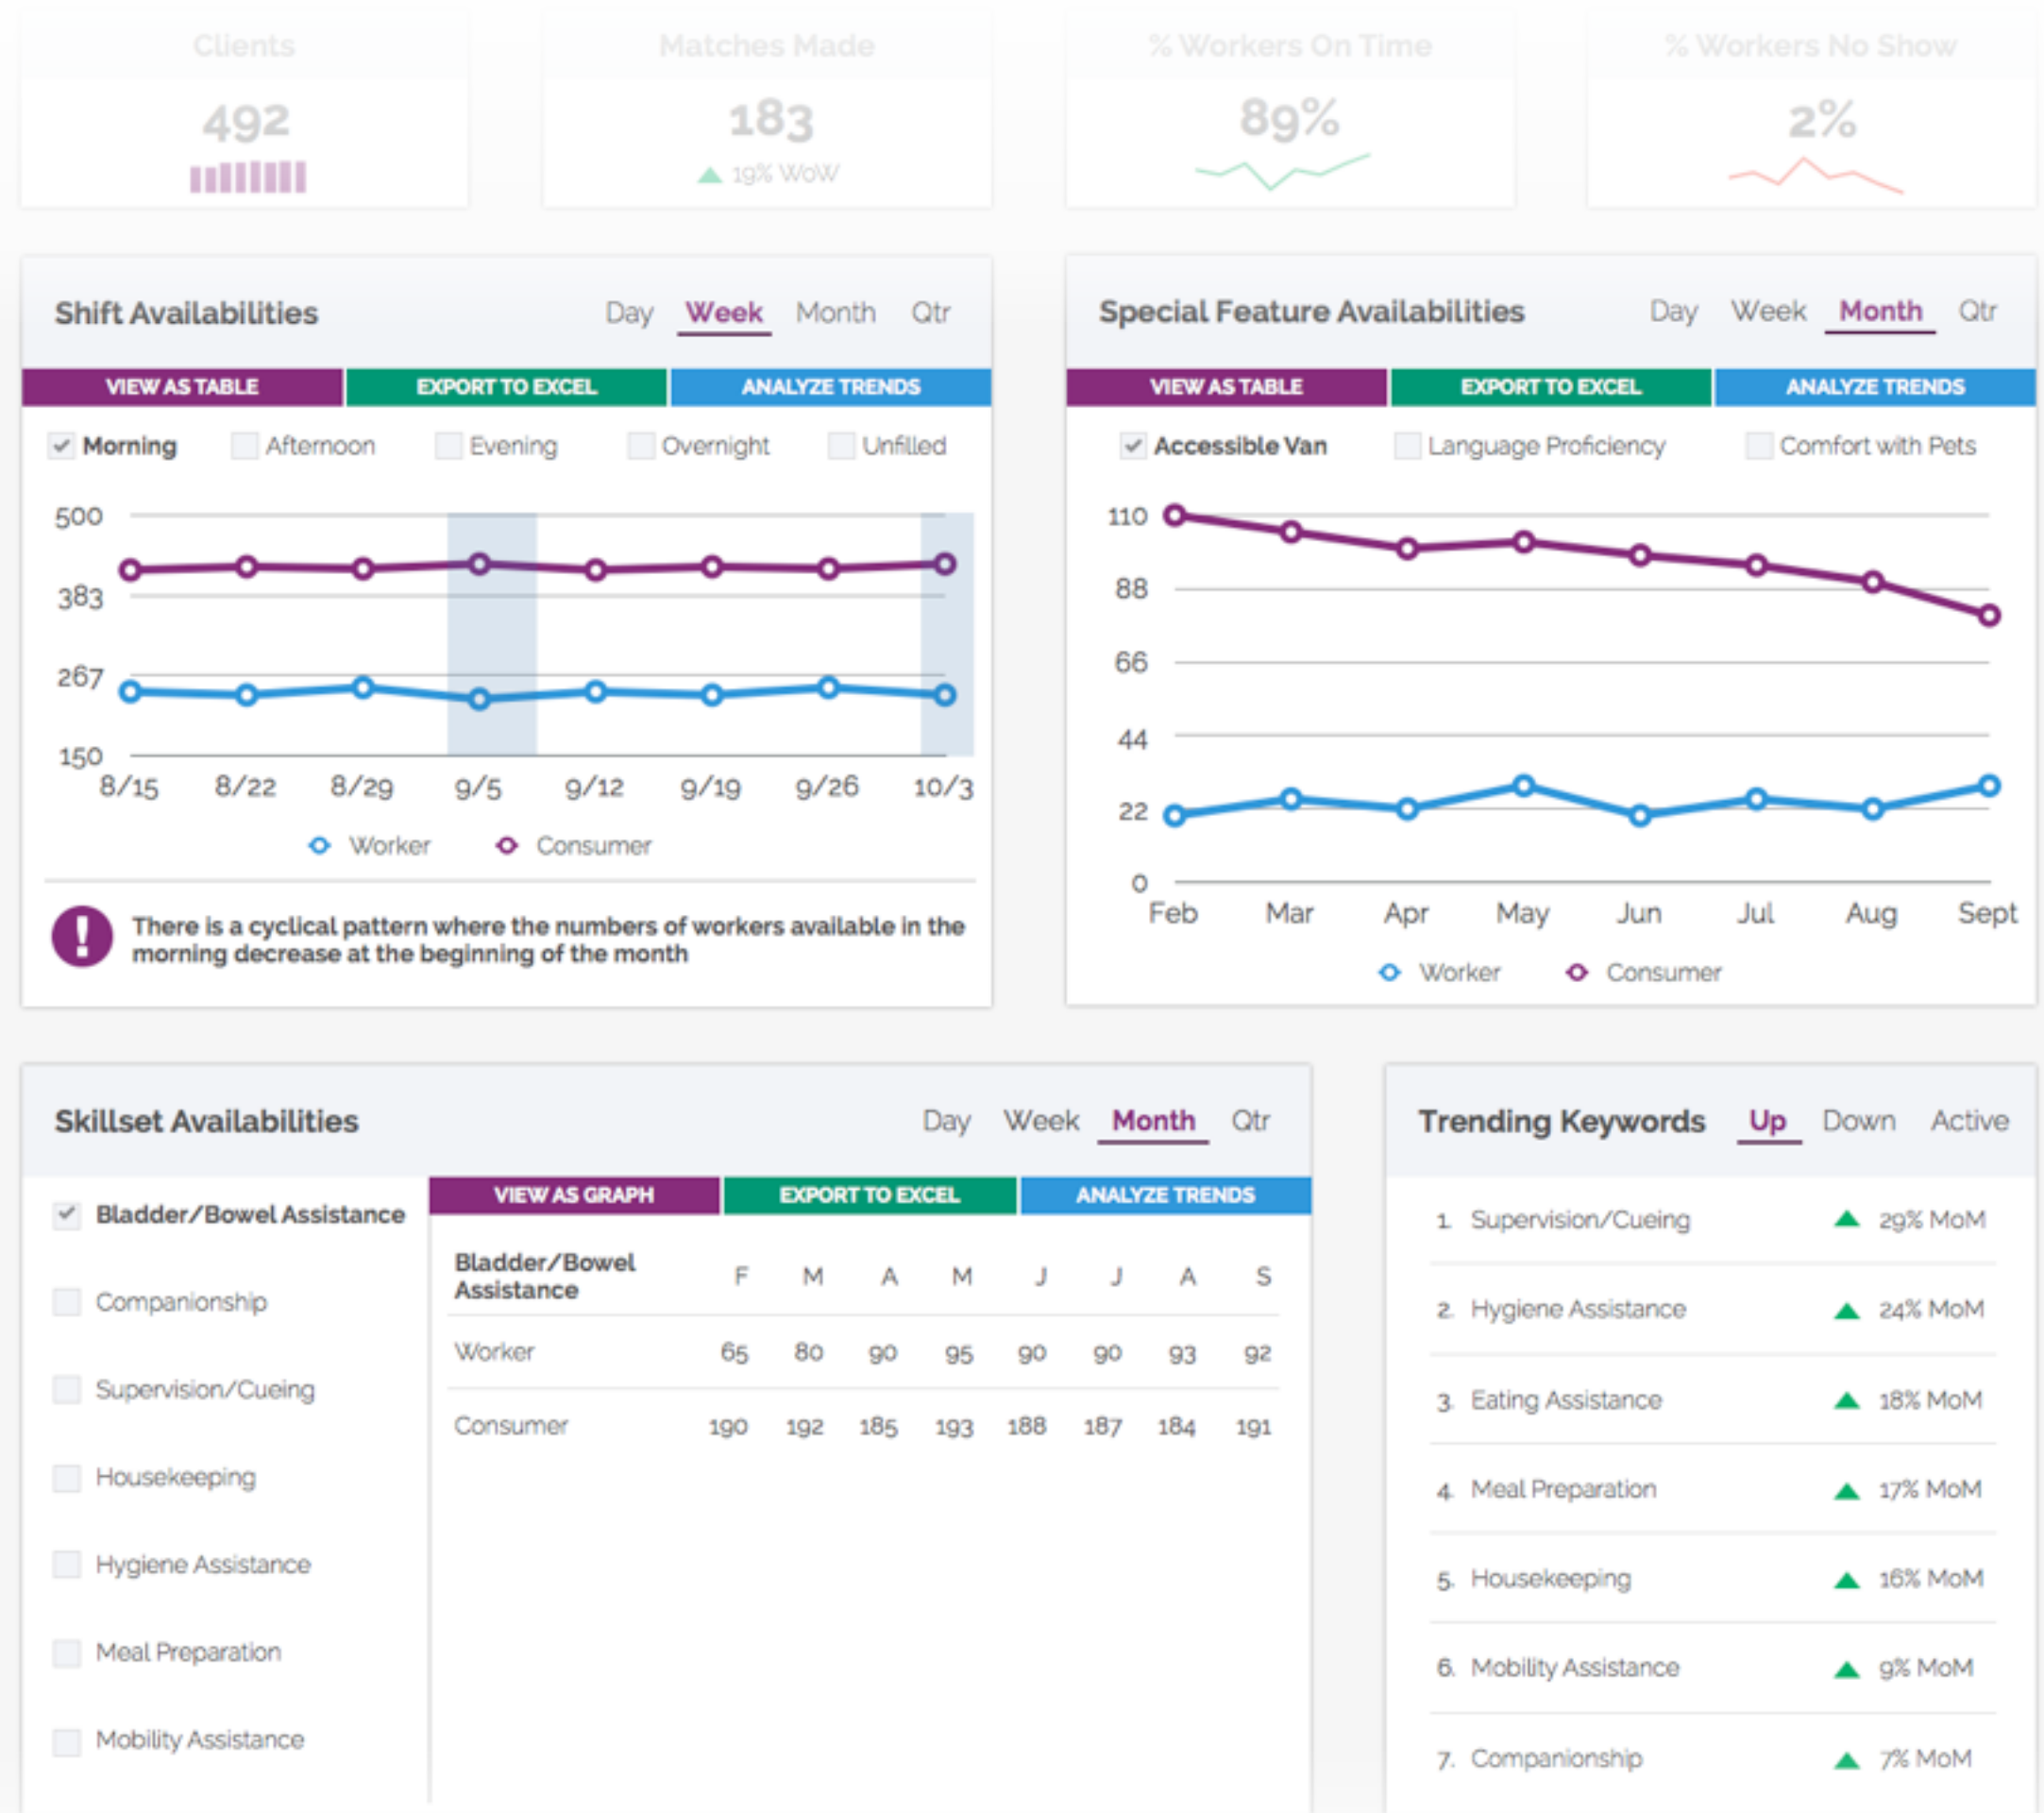 Clients
492
Matches Made
183
19% WoW
% Workers On Time
89%
% Workers No Show
2%
Shift Availabilities
Day Week Month Qtr
VIEW AS TABLE EXPORT TO EXCEL ANALYZE TRENDS
Morning Afternoon Evening Overnight Unfilled
500
383
267
150
8/15 8/22 8/29 9/5 9/12 9/19 9/26 10/3
Worker Consumer
There is a cyclical pattern where the numbers of workers available in the
morning decrease at the beginning of the month
Special Feature Availabilities
Day Week Month Qtr
VIEW AS TABLE EXPORT TO EXCEL ANALYZE TRENDS
Accessible Van Language Proficiency Comfort with Pets
110
88
66
44
22
0
Feb Mar Apr May Jun Jul Aug Sept
Worker Consumer
Skillset Availabilities
Day Week Month Qtr
Bladder/Bowel Assistance
Companionship
Supervision/Cueing
Housekeeping
Hygiene Assistance
Meal Preparation
Mobility Assistance
VIEW AS GRAPH EXPORT TO EXCEL ANALYZE TRENDS
Bladder/Bowel
Assistance F M A M J J A S
Worker 65 80 90 95 90 90 93 92
Consumer 190 192 185 193 188 187 184 191
Trending Keywords
Up Down Active
1. Supervision/Cueing 29% MoM
2. Hygiene Assistance 24% MoM
3. Eating Assistance 18% MoM
4. Meal Preparation 17% MoM
5. Housekeeping 16% MoM
6. Mobility Assistance 9% MoM
7. Companionship 7% MoM